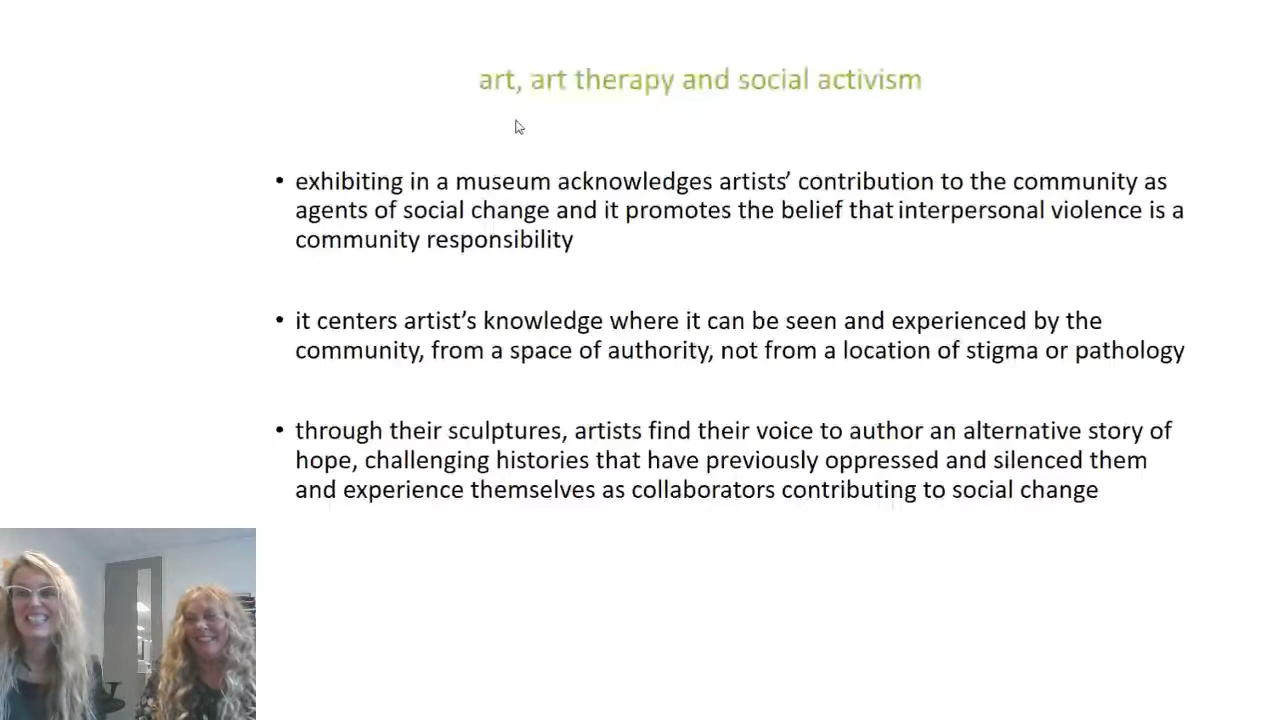 art, art therapy and social activism
• exhibiting in a museum acknowledges artists’ contribution to the community as
agents of social change and it promotes the belief that interpersonal violence is a
community responsibility
• it centers artist’s knowledge where it can be seen and experienced by the
community, from a space of authority, not from a location of stigma or pathology
• through their sculptures, artists find their voice to author an alternative story of
hope, challenging histories that have previously oppressed and silenced them
and experience themselves as collaborators contributing to social change